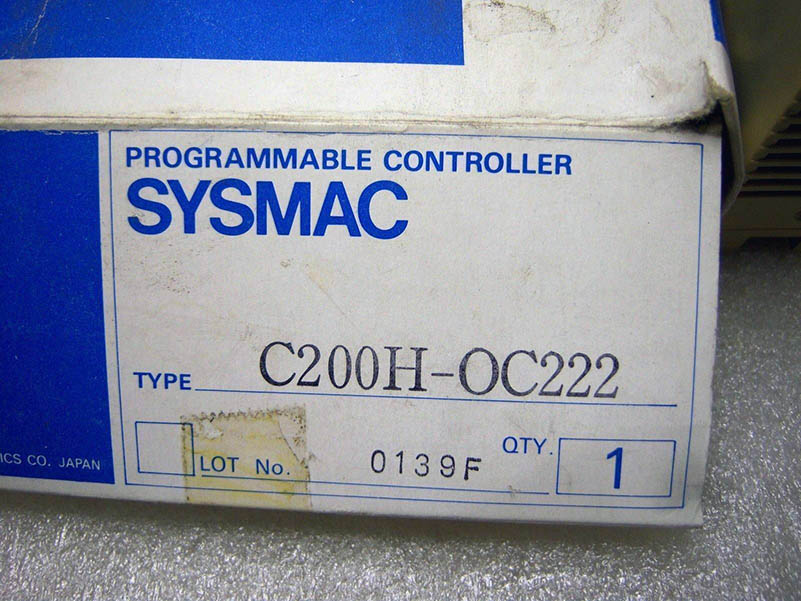 PROGRAMMABLE CONTROLLER
SYSMAC
TYPE C200H-OC222
LOT No. 0139F QTY. 1
ICS CO. JAPAN